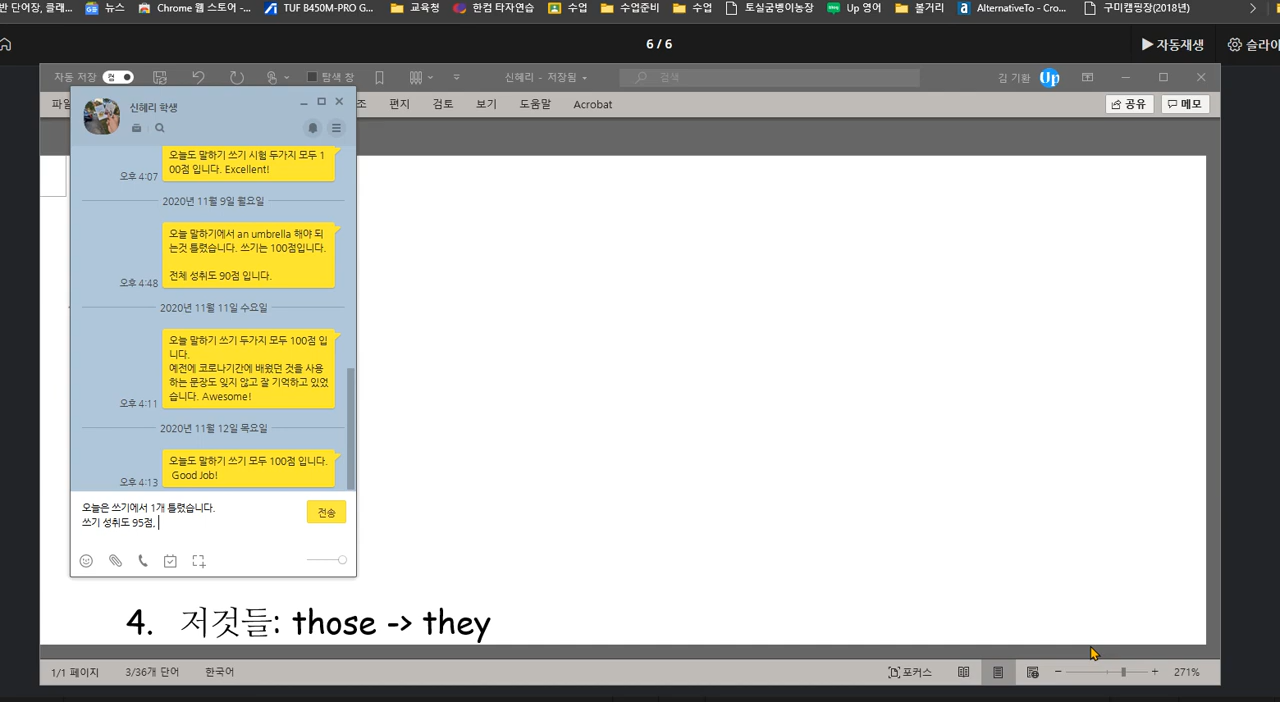 반 단어장, 클래... 뉴스 Chrome 웹 스토어 -... TUF B450M-PRO G... 교육청 한컴 타자연습 수업 수업준비 수업 토실굼벵이농장 Up 영어 볼거리 AlternativeTo - Cro... 구미캠핑장(2018년)
6 / 6
자동재생
슬라이
자동 저장 컴 탐색 창 신혜리 - 저장됨 검색 김 기환 Up
파일 조 편지 검토 보기 도움말 Acrobat 공유 메모
신혜리 학생
오늘도 말하기 쓰기 시험 두가지 모두 1
00점 입니다. Excellent!
오후 4:07
2020년 11월 9일 월요일
오늘 말하기에서 an umbrella 해야 되
는것 틀렸습니다. 쓰기는 100점입니다.
전체 성취도 90점 입니다.
오후 4:48
2020년 11월 11일 수요일
오늘 말하기 쓰기 두가지 모두 100점 입
니다.
예전에 코로나기간에 배웠던 것을 사용
하는 문장도 잊지 않고 잘 기억하고 있었
습니다. Awesome!
오후 4:11
2020년 11월 12일 목요일
오늘도 말하기 쓰기 모두 100점 입니다.
Good Job!
오후 4:13
오늘은 쓰기에서 1개 틀렸습니다.
쓰기 성취도 95점,
전송
4. 저것들: those -> they
1/1 페이지 3/36개 단어 한국어 포커스 271%